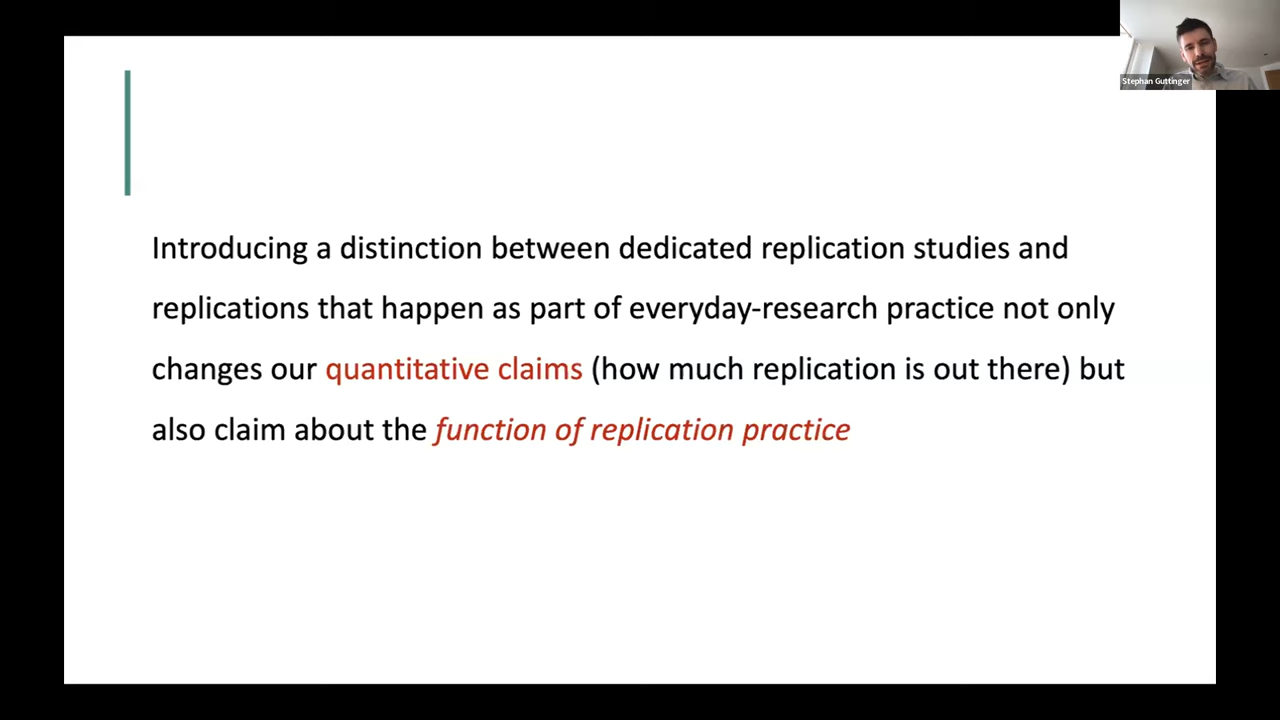 Stephan Guttinger
Introducing a distinction between dedicated replication studies and
replications that happen as part of everyday-research practice not only
changes our quantitative claims (how much replication is out there) but
also claim about the function of replication practice